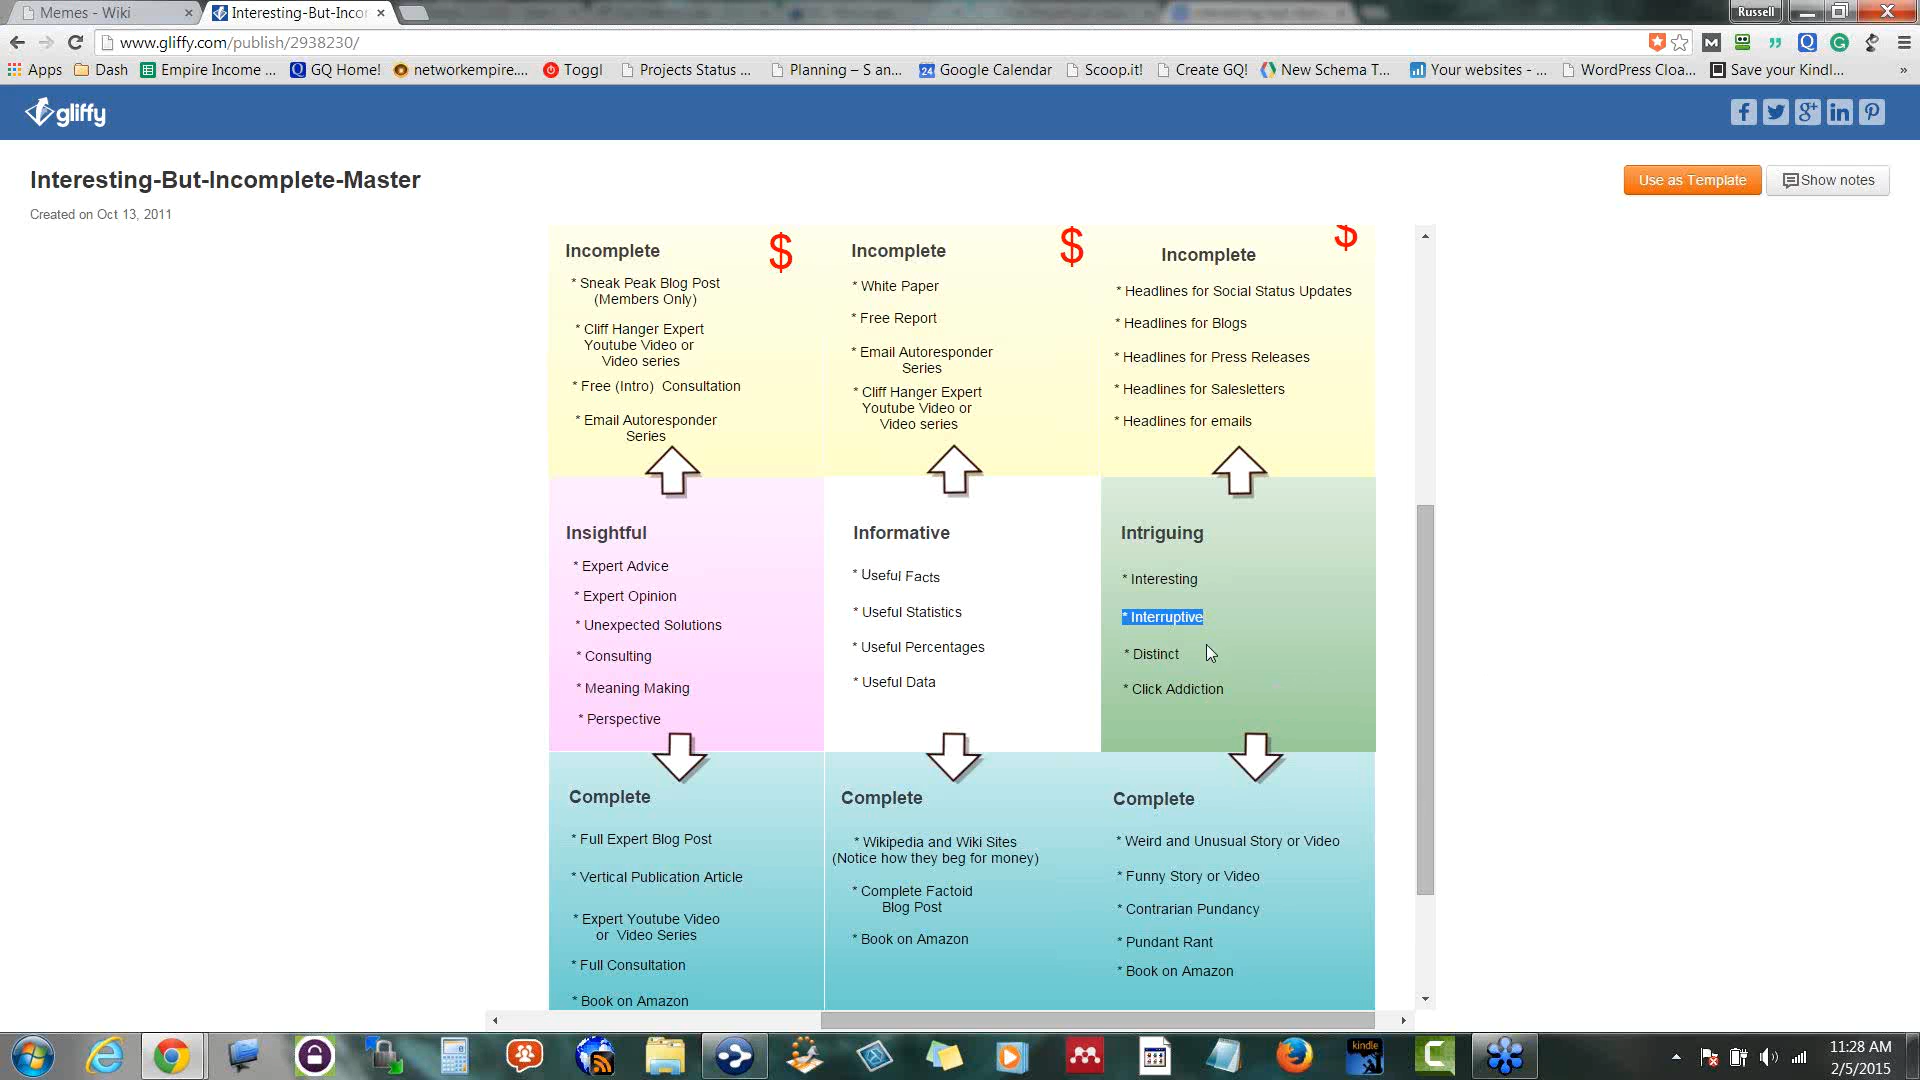 Memes - Wiki
Interesting-But-Incor
Russell
www.gliffy.com/publish/2938230/
Apps
Dash
Empire Income ...
GQ Home!
networkempire....
Toggl
Projects Status ...
Planning – S an...
Google Calendar
Scoop.it!
Create GQ!
New Schema T...
Your websites - ...
WordPress Cloa...
Save your Kindl...
»
gliffy
Interesting-But-Incomplete-Master
Use as Template
Show notes
Created on Oct 13, 2011
Incomplete
$
* Sneak Peak Blog Post
(Members Only)
* Cliff Hanger Expert
Youtube Video or
Video series
* Free (Intro) Consultation
* Email Autoresponder
Series
Incomplete
$
* White Paper
* Free Report
* Email Autoresponder
Series
* Cliff Hanger Expert
Youtube Video or
Video series
Incomplete
$
* Headlines for Social Status Updates
* Headlines for Blogs
* Headlines for Press Releases
* Headlines for Salesletters
* Headlines for emails
Insightful
* Expert Advice
* Expert Opinion
* Unexpected Solutions
* Consulting
* Meaning Making
* Perspective
Informative
* Useful Facts
* Useful Statistics
* Useful Percentages
* Useful Data
Intriguing
* Interesting
* Interruptive
* Distinct
* Click Addiction
Complete
* Full Expert Blog Post
* Vertical Publication Article
* Expert Youtube Video
or Video Series
* Full Consultation
* Book on Amazon
Complete
* Wikipedia and Wiki Sites
(Notice how they beg for money)
* Complete Factoid
Blog Post
* Book on Amazon
Complete
* Weird and Unusual Story or Video
* Funny Story or Video
* Contrarian Pundancy
* Pundant Rant
* Book on Amazon
kindle
11:28 AM
2/5/2015